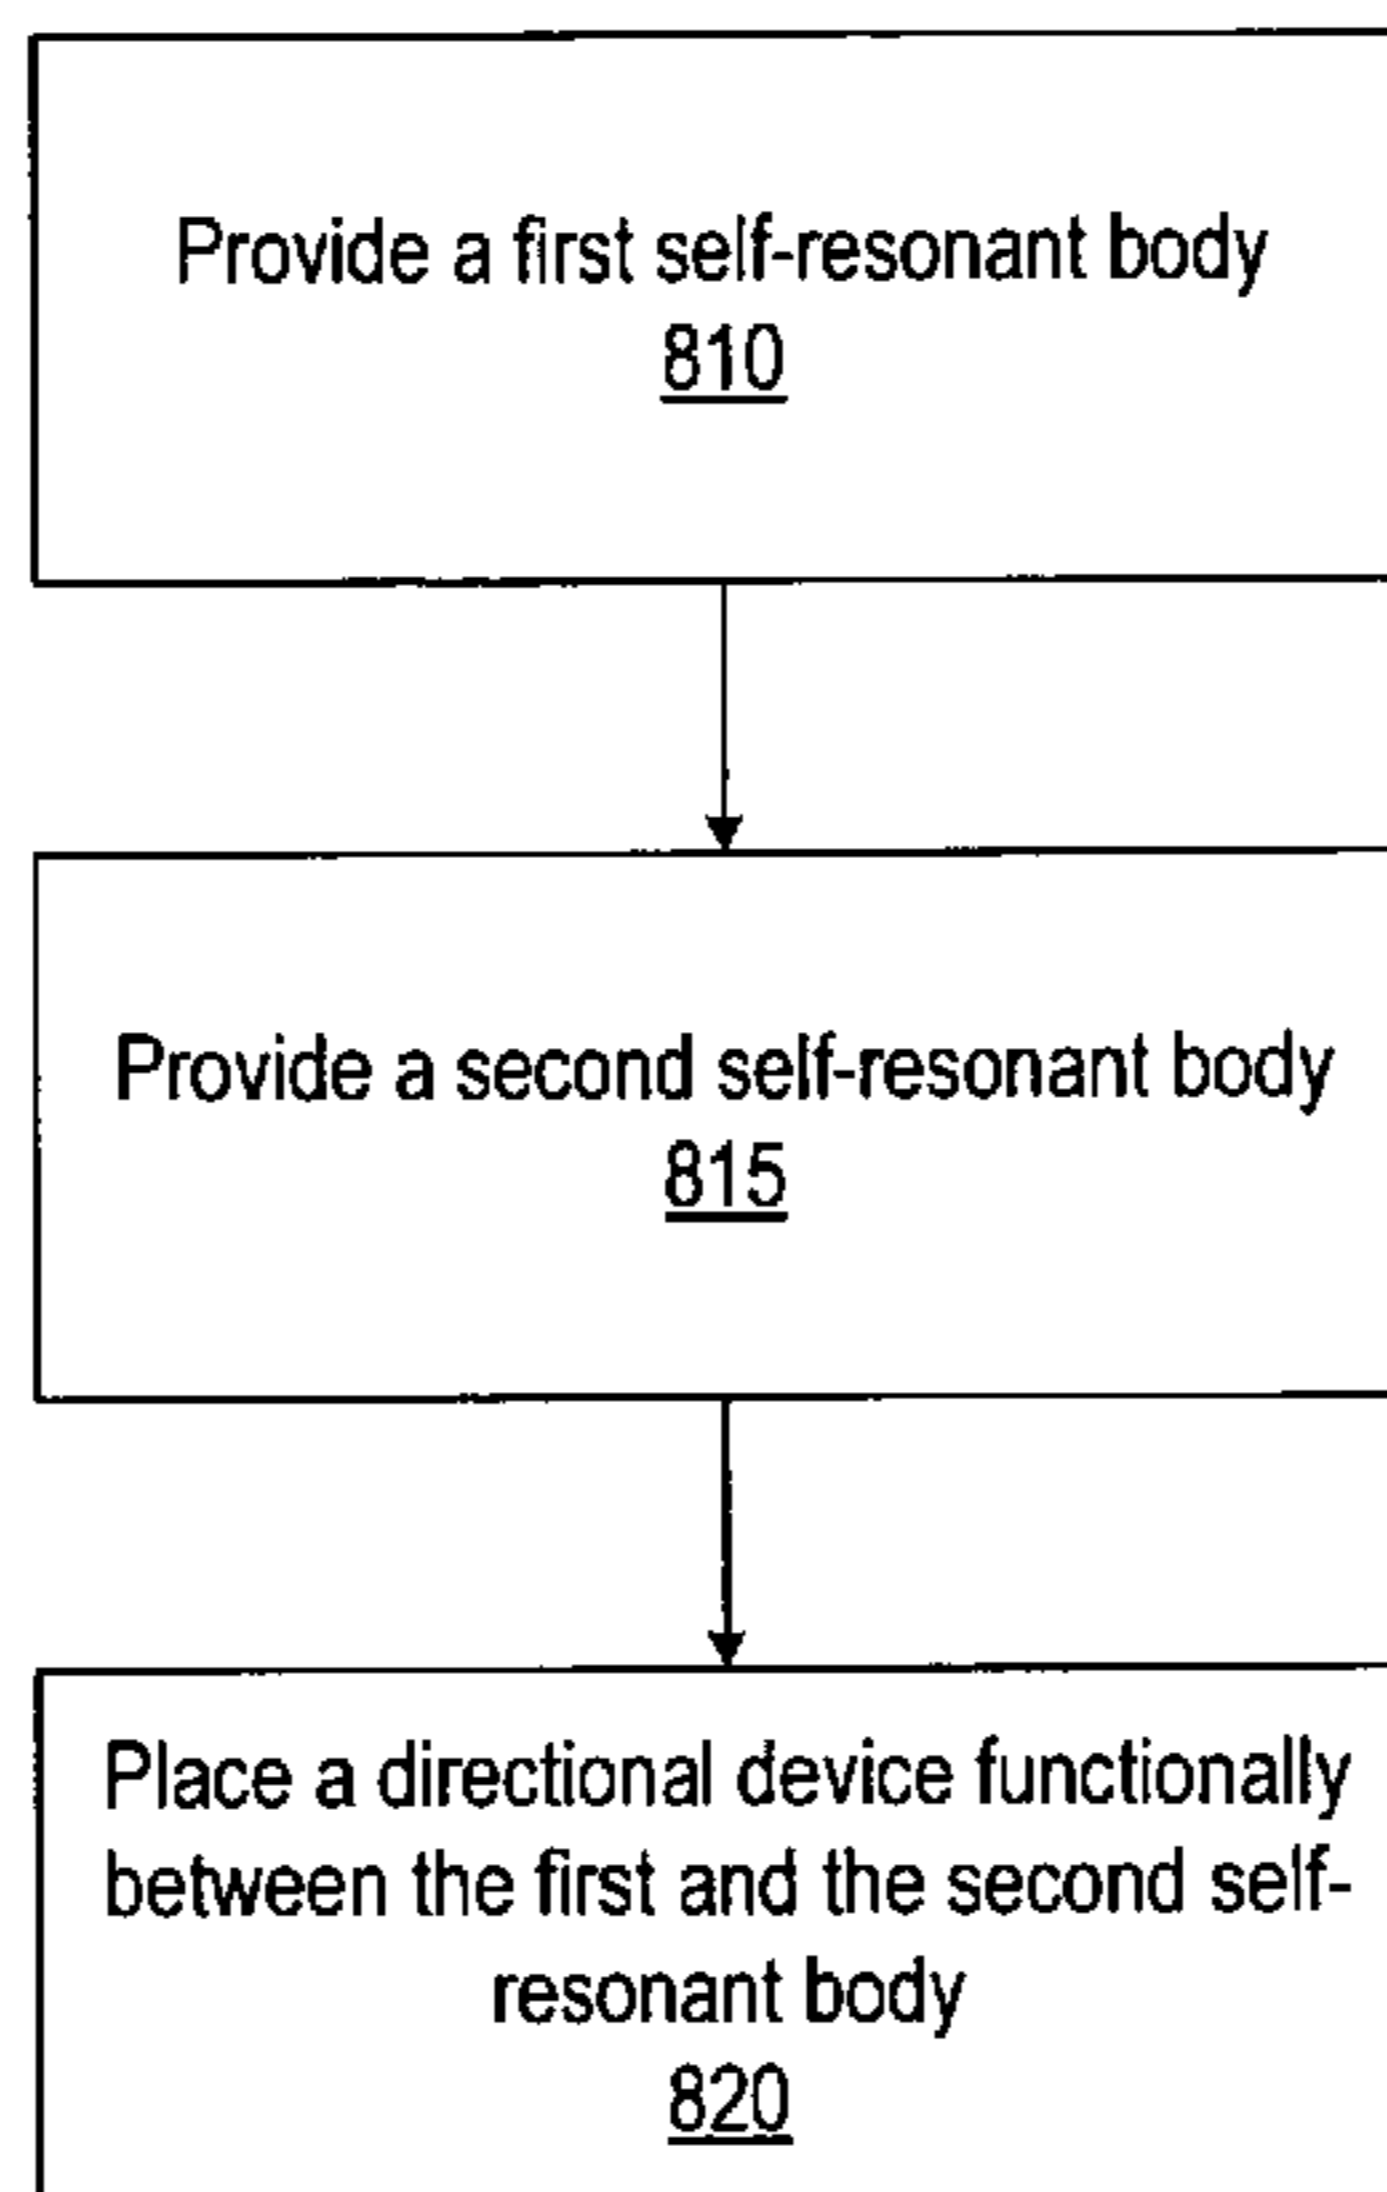 Provide a first self-resonant body
810
Provide a second self-resonant body
815
Place a directional device functionally
between the first and the second self-
resonant body
820